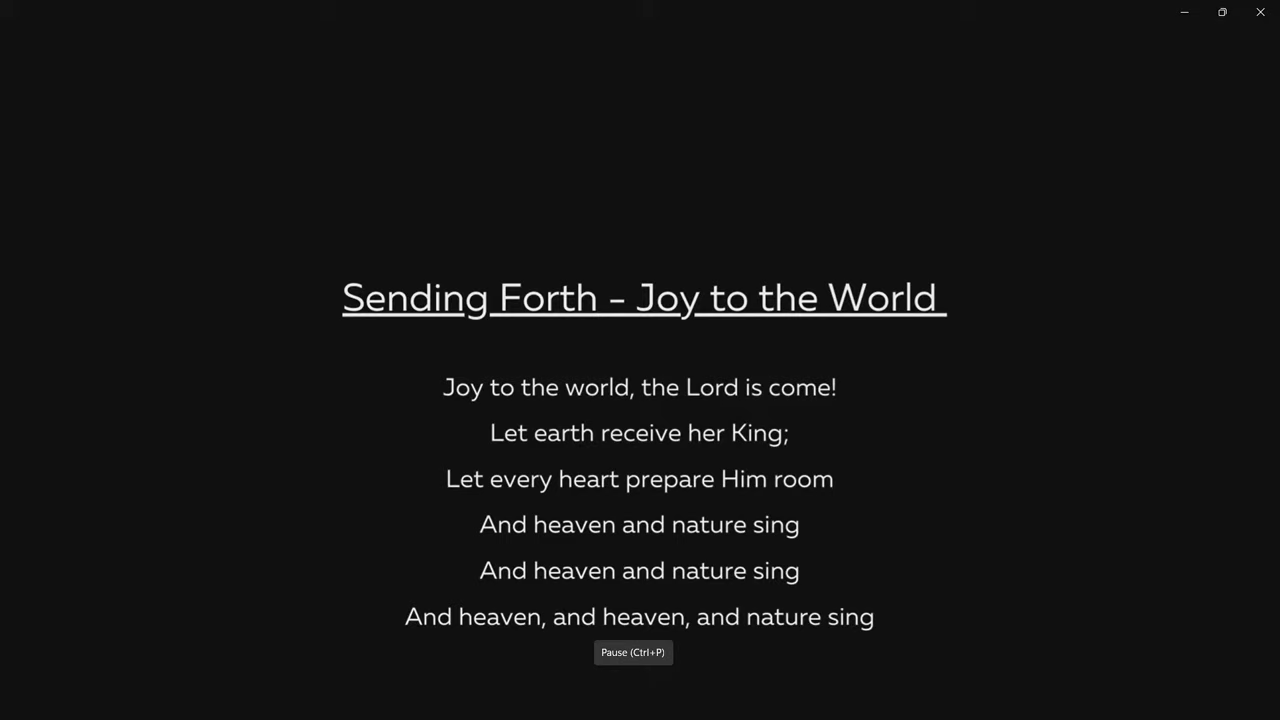 Sending Forth - Joy to the World
Joy to the world, the Lord is come!
Let earth receive her King;
Let every heart prepare Him room
And heaven and nature sing
And heaven and nature sing
And heaven, and heaven, and nature sing
Pause (Ctrl+P)